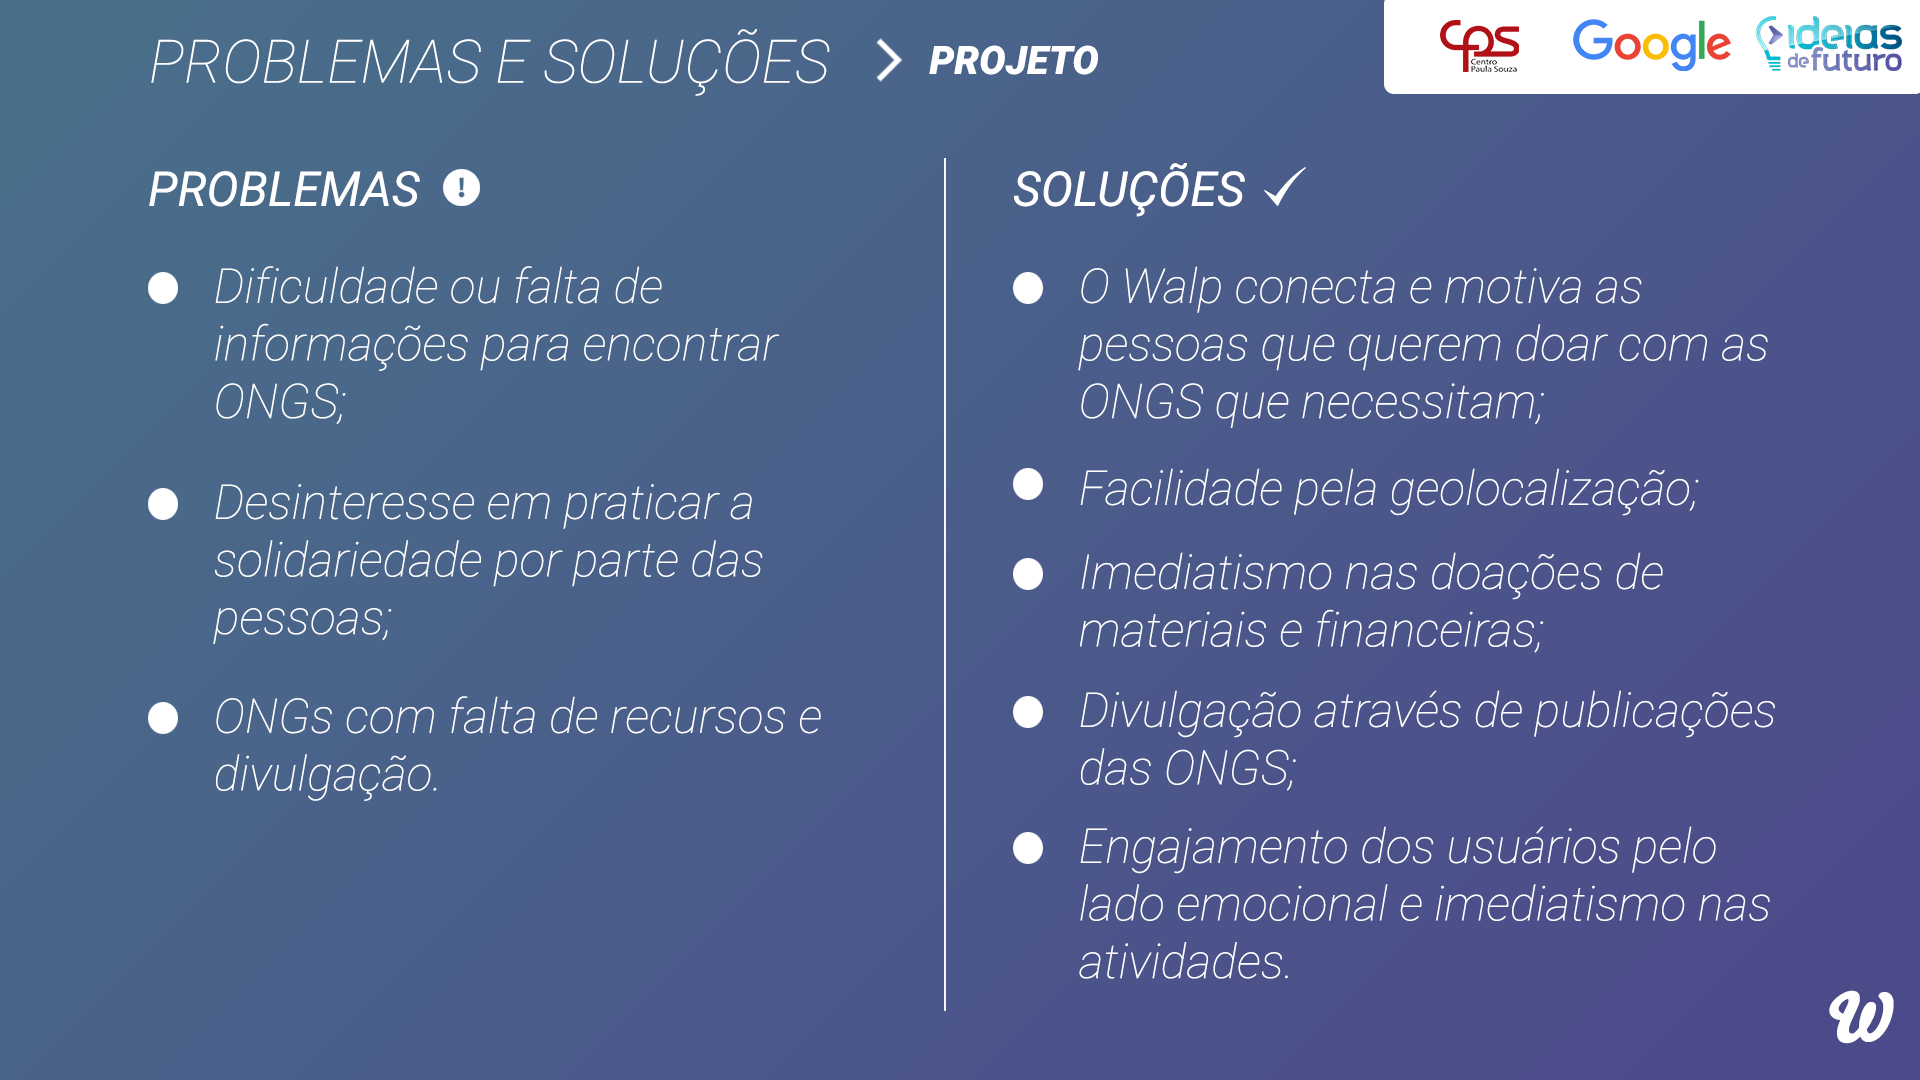 PROBLEMAS E SOLUÇÕES
PROJETO
cps
Centro
Paula Souza
Google
ideias
de futuro
PROBLEMAS
Dificuldade ou falta de
informações para encontrar
ONGS;
Desinteresse em praticar a
solidariedade por parte das
pessoas;
ONGs com falta de recursos e
divulgação.
SOLUÇÕES
O Walp conecta e motiva as
pessoas que querem doar com as
ONGS que necessitam;
Facilidade pela geolocalização;
Imediatismo nas doações de
materiais e financeiras;
Divulgação através de publicações
das ONGS;
Engajamento dos usuários pelo
lado emocional e imediatismo nas
atividades.
W